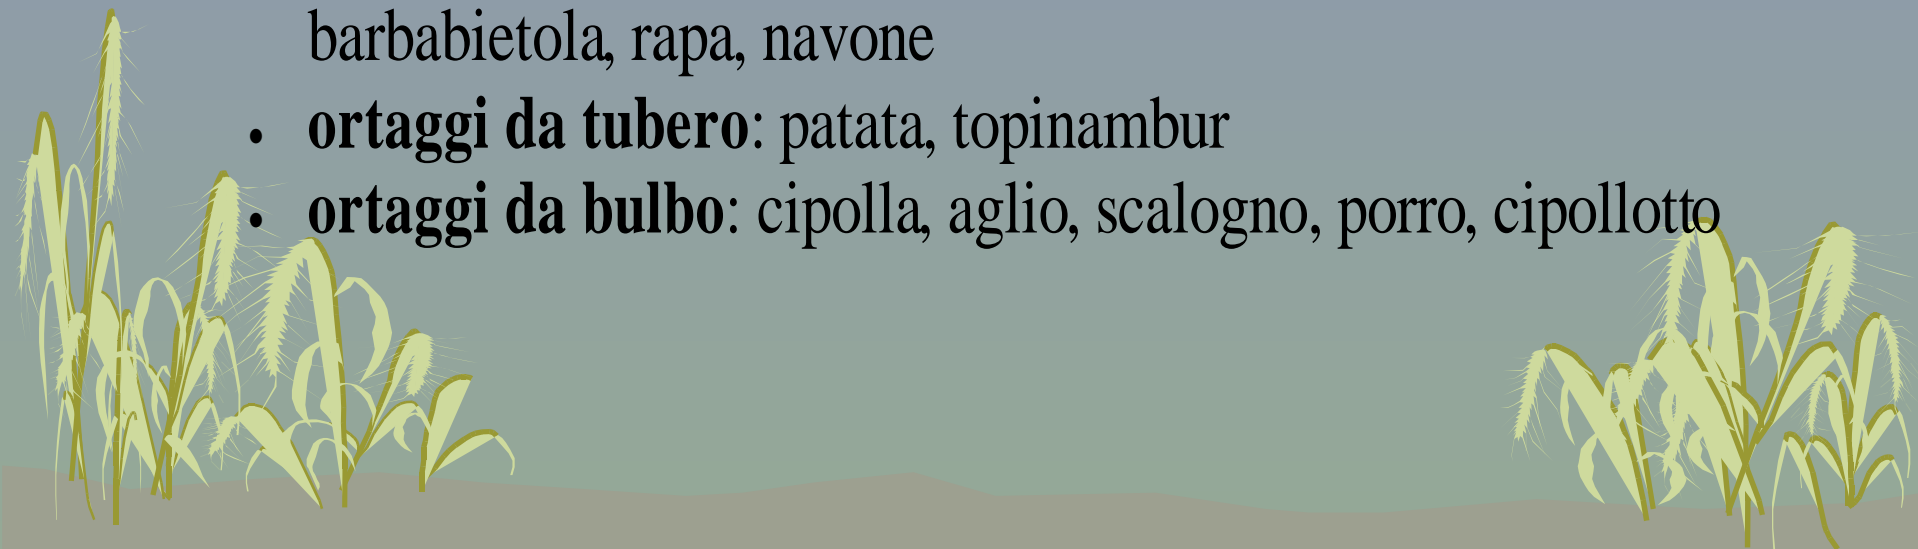 barbabietola, rapa, navone
• ortaggi da tubero: patata, topinambur
• ortaggi da bulbo: cipolla, aglio, scalogno, porro, cipollotto